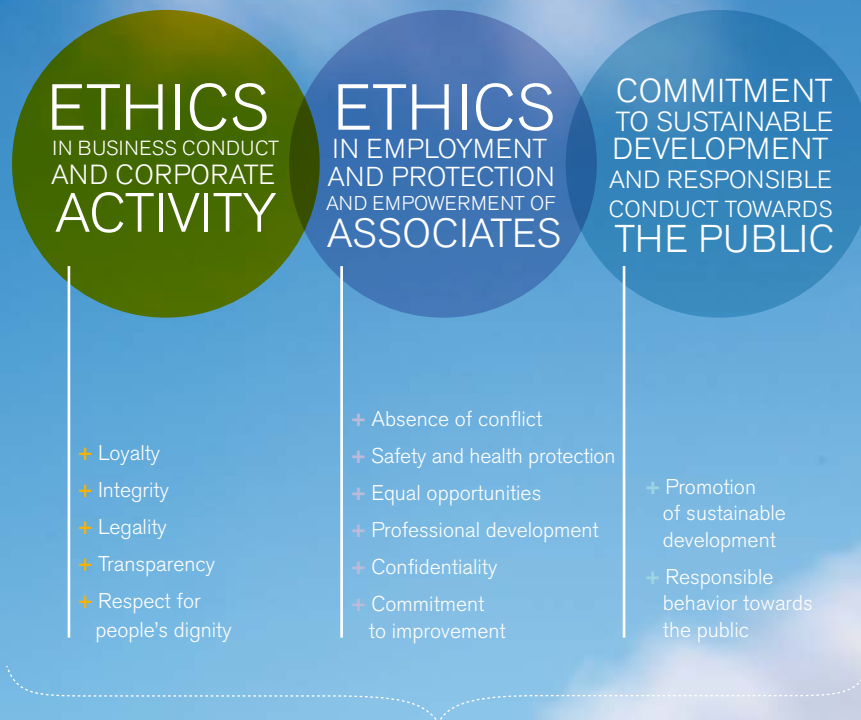 ETHICS
IN BUSINESS CONDUCT
AND CORPORATE
ACTIVITY
ETHICS
IN EMPLOYMENT
AND PROTECTION
AND EMPOWERMENT OF
ASSOCIATES
COMMITMENT
TO SUSTAINABLE
DEVELOPMENT
AND RESPONSIBLE
CONDUCT TOWARDS
THE PUBLIC
+ Loyalty
+ Integrity
+ Legality
+ Transparency
+ Respect for
people's dignity
+ Absence of conflict
+ Safety and health protection
+ Equal opportunities
+ Professional development
+ Confidentiality
+ Commitment
to improvement
+ Promotion
of sustainable
development
+ Responsible
behavior towards
the public